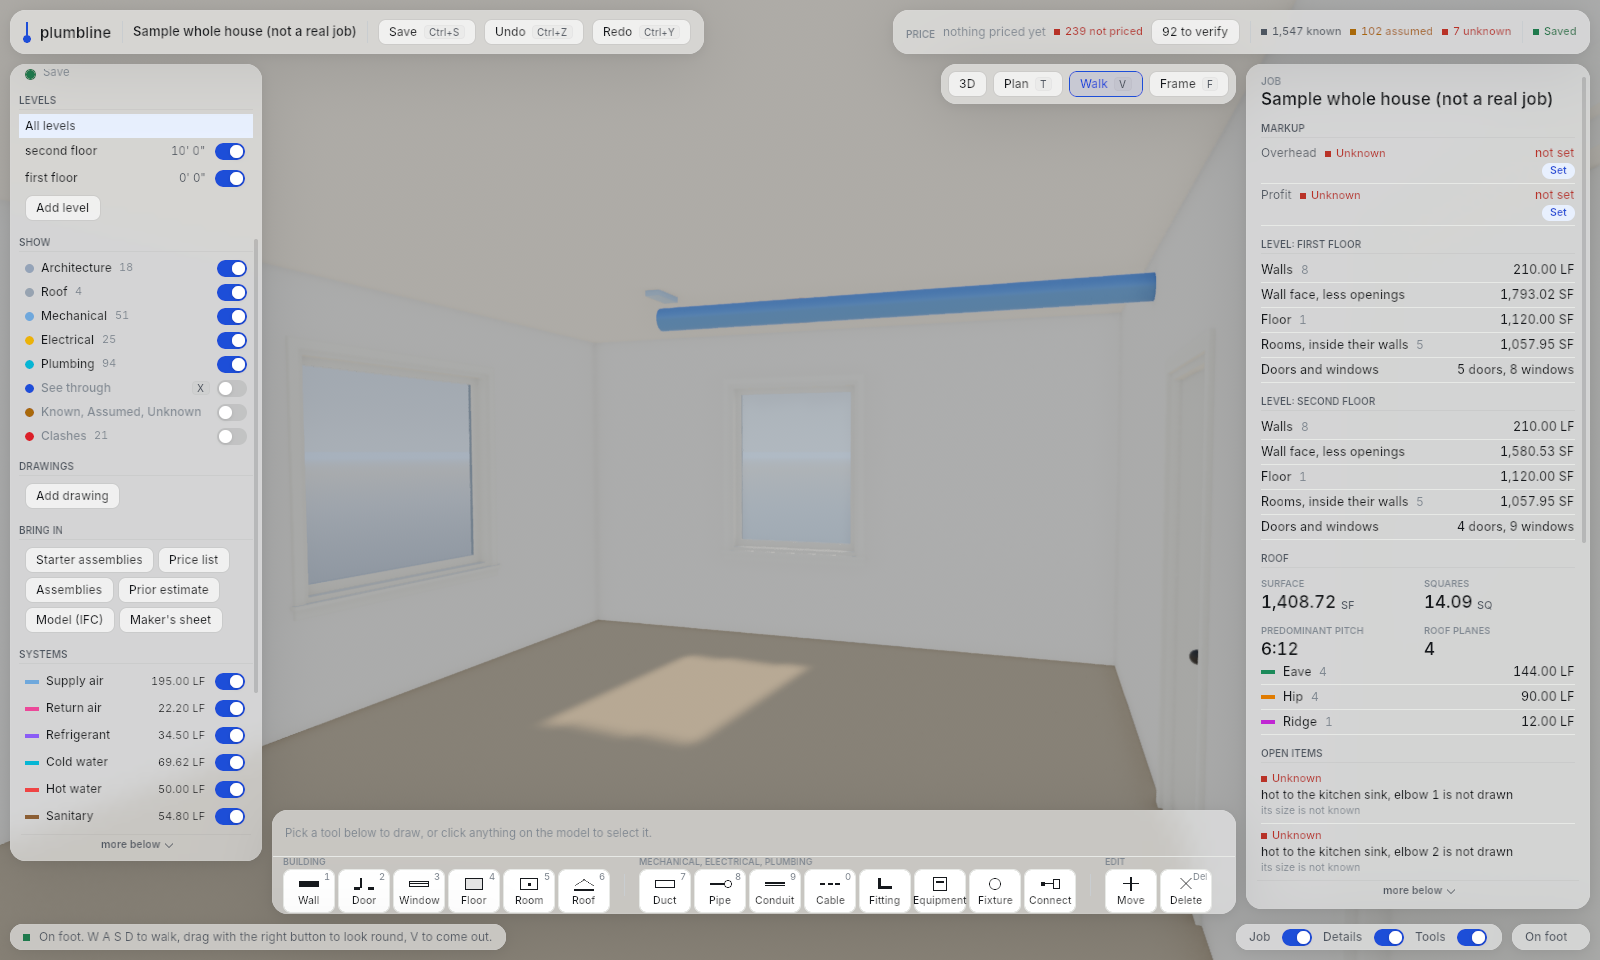 plumbline
Sample whole house (not a real job)
Save Ctrl+S
Undo Ctrl+Z
Redo Ctrl+Y
PRICE nothing priced yet 239 not priced 92 to verify 1,547 known 102 assumed 7 unknown Saved
3D
Plan T
Walk V
Frame F
Save
LEVELS
All levels
second floor 10' 0"
first floor 0' 0"
Add level
SHOW
Architecture 18
Roof 4
Mechanical 51
Electrical 25
Plumbing 94
See through X
Known, Assumed, Unknown
Clashes 21
DRAWINGS
Add drawing
BRING IN
Starter assemblies Price list
Assemblies Prior estimate
Model (IFC) Maker's sheet
SYSTEMS
Supply air 195.00 LF
Return air 22.20 LF
Refrigerant 34.50 LF
Cold water 69.62 LF
Hot water 50.00 LF
Sanitary 54.80 LF
more below
JOB
Sample whole house (not a real job)
MARKUP
Overhead Unknown not set
Set
Profit Unknown not set
Set
LEVEL: FIRST FLOOR
Walls 8 210.00 LF
Wall face, less openings 1,793.02 SF
Floor 1 1,120.00 SF
Rooms, inside their walls 5 1,057.95 SF
Doors and windows 5 doors, 8 windows
LEVEL: SECOND FLOOR
Walls 8 210.00 LF
Wall face, less openings 1,580.53 SF
Floor 1 1,120.00 SF
Rooms, inside their walls 5 1,057.95 SF
Doors and windows 4 doors, 9 windows
ROOF
SURFACE SQUARES
1,408.72 SF 14.09 SQ
PREDOMINANT PITCH ROOF PLANES
6:12 4
Eave 4 144.00 LF
Hip 4 90.00 LF
Ridge 1 12.00 LF
OPEN ITEMS
Unknown
hot to the kitchen sink, elbow 1 is not drawn
its size is not known
Unknown
hot to the kitchen sink, elbow 2 is not drawn
its size is not known
more below
Pick a tool below to draw, or click anything on the model to select it.
BUILDING MECHANICAL, ELECTRICAL, PLUMBING EDIT
1 2 3 4 5 6 7 8 9 0 Del
Wall Door Window Floor Room Roof Duct Pipe Conduit Cable Fitting Equipment Fixture Connect Move Delete
On foot. W A S D to walk, drag with the right button to look round, V to come out.
Job Details Tools On foot